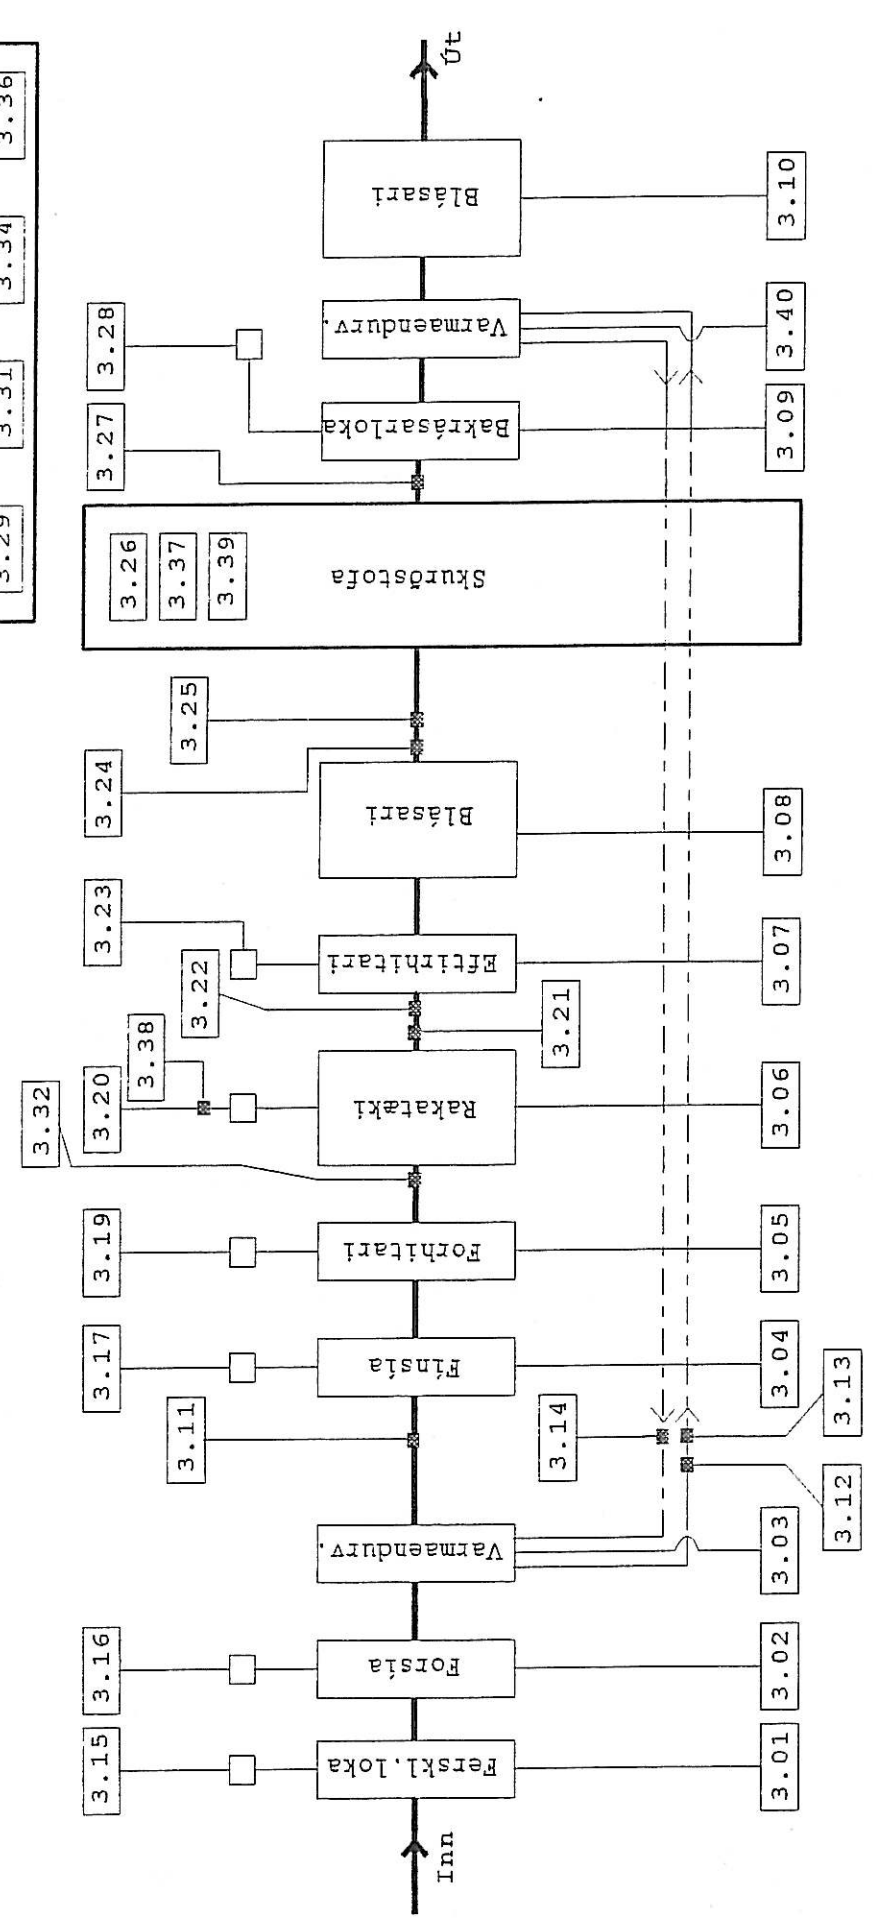 3.36
3.34
3.31
3.29
Út
Blásari
3.10
3.28
Varmaendurv.
3.40
3.27
Bakrásarloka
3.09
3.26
3.37
3.39
Skurðstofa
3.25
3.24
Blásari
3.08
3.23
Eftirhitari
3.07
3.22
3.21
3.38
3.20
Rakatæki
3.06
3.32
3.19
Forhitari
3.05
3.17
Fínsía
3.04
3.11
3.14
3.13
3.12
Varmaendurv.
3.03
3.16
Forsía
3.02
3.15
Ferskl.loka
3.01
Inn